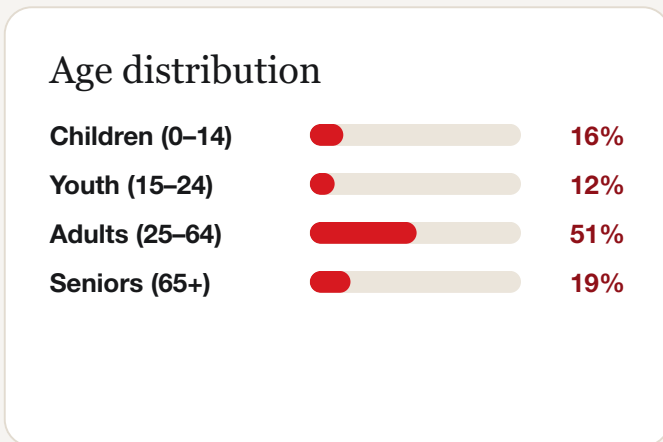 Age distribution
Children (0–14) 16%
Youth (15–24) 12%
Adults (25–64) 51%
Seniors (65+) 19%